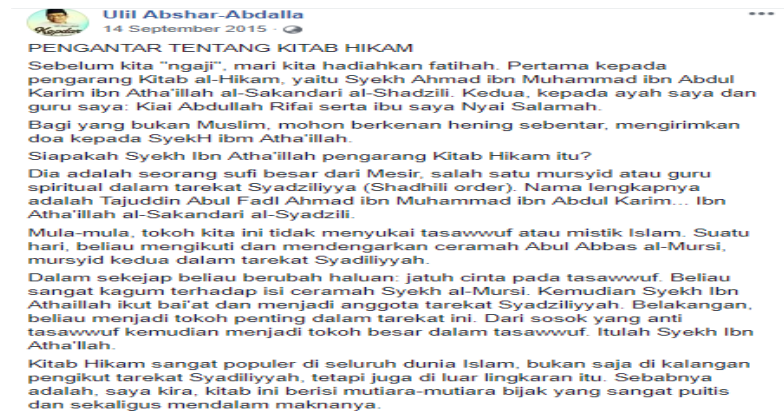 Ulil Abshar-Abdalla
14 September 2015 ·
PENGANTAR TENTANG KITAB HIKAM
Sebelum kita "ngaji", mari kita hadiahkan fatihah. Pertama kepada
pengarang Kitab al-Hikam, yaitu Syekh Ahmad ibn Muhammad ibn Abdul
Karim ibn Atha'illah al-Sakandari al-Shadzili. Kedua, kepada ayah saya dan
guru saya: Kiai Abdullah Rifai serta ibu saya Nyai Salamah.
Bagi yang bukan Muslim, mohon berkenan hening sebentar, mengirimkan
doa kepada SyekH ibm Atha'illah.
Siapakah Syekh Ibn Atha'illah pengarang Kitab Hikam itu?
Dia adalah seorang sufi besar dari Mesir, salah satu mursyid atau guru
spiritual dalam tarekat Syadziliyya (Shadhili order). Nama lengkapnya
adalah Tajuddin Abul Fadl Ahmad ibn Muhammad ibn Abdul Karim... Ibn
Atha'illah al-Sakandari al-Syadzili.
Mula-mula, tokoh kita ini tidak menyukai tasawwuf atau mistik Islam. Suatu
hari, beliau mengikuti dan mendengarkan ceramah Abul Abbas al-Mursi,
mursyid kedua dalam tarekat Syadiliyyah.
Dalam sekejap beliau berubah haluan: jatuh cinta pada tasawwuf. Beliau
sangat kagum terhadap isi ceramah Syekh al-Mursi. Kemudian Syekh Ibn
Athaillah ikut bai'at dan menjadi anggota tarekat Syadziliyyah. Belakangan,
beliau menjadi tokoh penting dalam tarekat ini. Dari sosok yang anti
tasawwuf kemudian menjadi tokoh besar dalam tasawwuf. Itulah Syekh Ibn
Atha'llah.
Kitab Hikam sangat populer di seluruh dunia Islam, bukan saja di kalangan
pengikut tarekat Syadiliyyah, tetapi juga di luar lingkaran itu. Sebabnya
adalah, saya kira, kitab ini berisi mutiara-mutiara bijak yang sangat puitis
dan sekaligus mendalam maknanya.